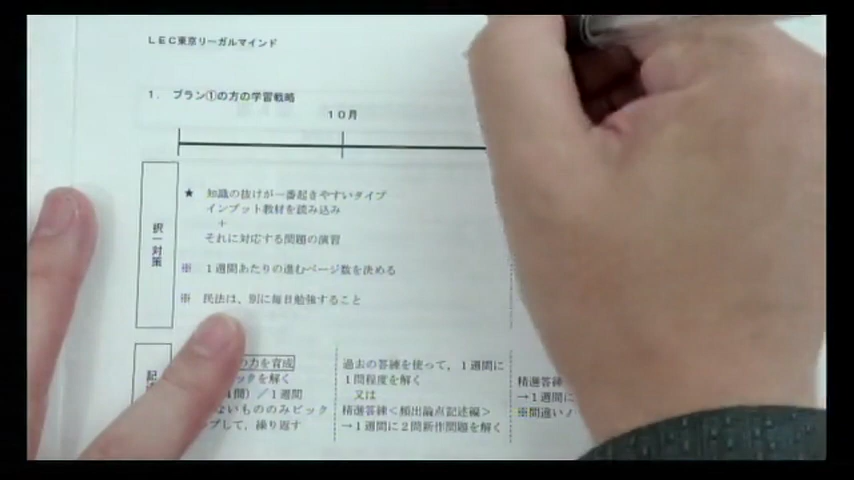 LEC東京リーガルマインド
1. プラン①の方の学習戦略
10月
択一対策
★ 知識の抜けが一番起きやすいタイプ
インプット教材を読み込み
＋
それに対応する問題の演習
※ 1週間あたりの進むページ数を決める
※ 民法は、別に毎日勉強すること
の力を育成
ックを解く
間）／1週間
ないもののみピック
プして、繰り返す
過去の答練を使って、1週間に
1問程度を解く
又は
精選答練＜頻出論点記述編＞
→1週間に2問新作問題を解く
精選答練
→1週間に
※間違いノ